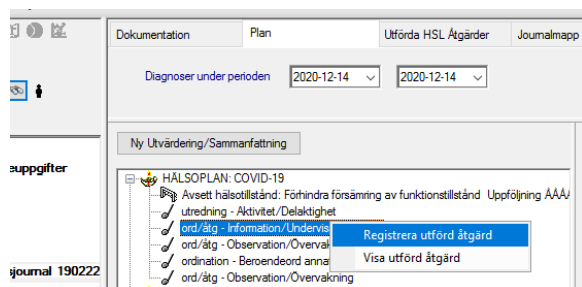 Dokumentation Plan Utförda HSL Åtgärder Journalmapp
Diagnoser under perioden 2020-12-14 2020-12-14
Ny Utvärdering/Sammanfattning
euppgifter
HÄLSOPLAN: COVID-19
Avsett hälsotillstånd: Förhindra försämring av funktionstillstånd Uppföljning ÅÅÅ
utredning - Aktivitet/Delaktighet
ord/åtg - Information/Undervis
Registrera utförd åtgärd
ord/åtg - Observation/Övervak
ordination - Beroendeord anna
Visa utförd åtgärd
sjournal 190222
ord/åtg - Observation/Övervakning